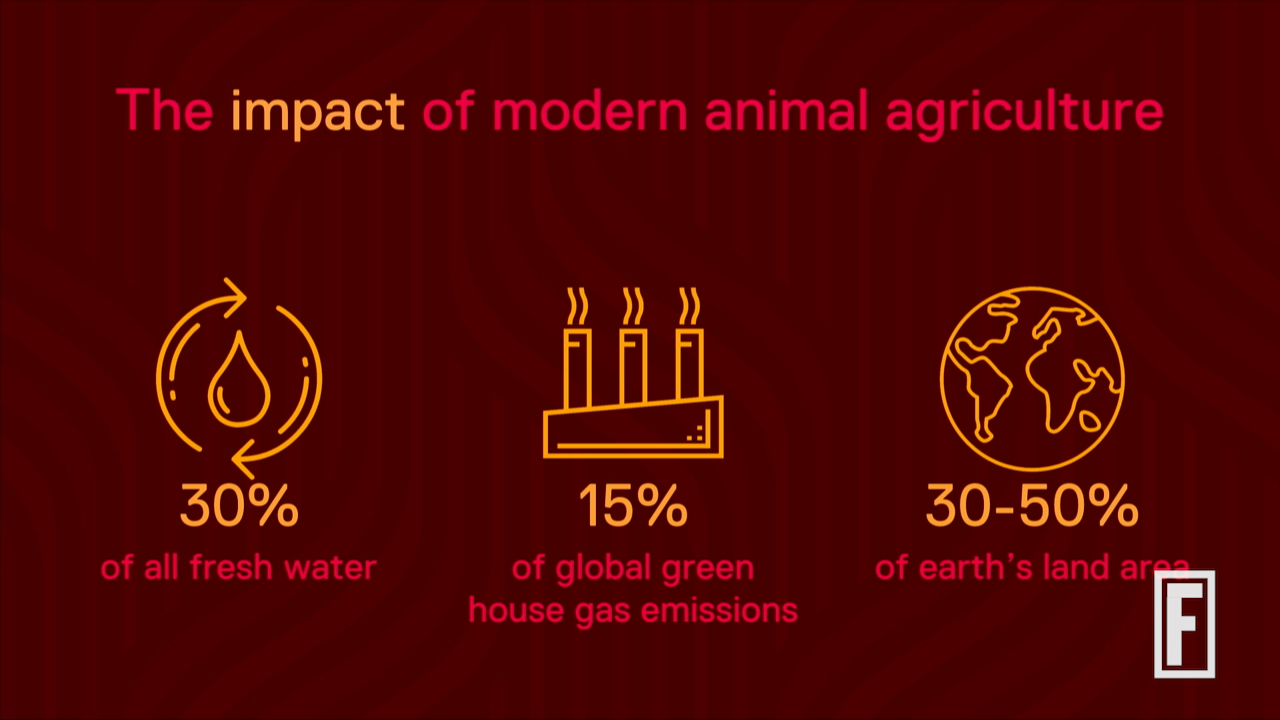 The impact of modern animal agriculture
30%
of all fresh water
15%
of global green
house gas emissions
30-50%
of earth's land area
F